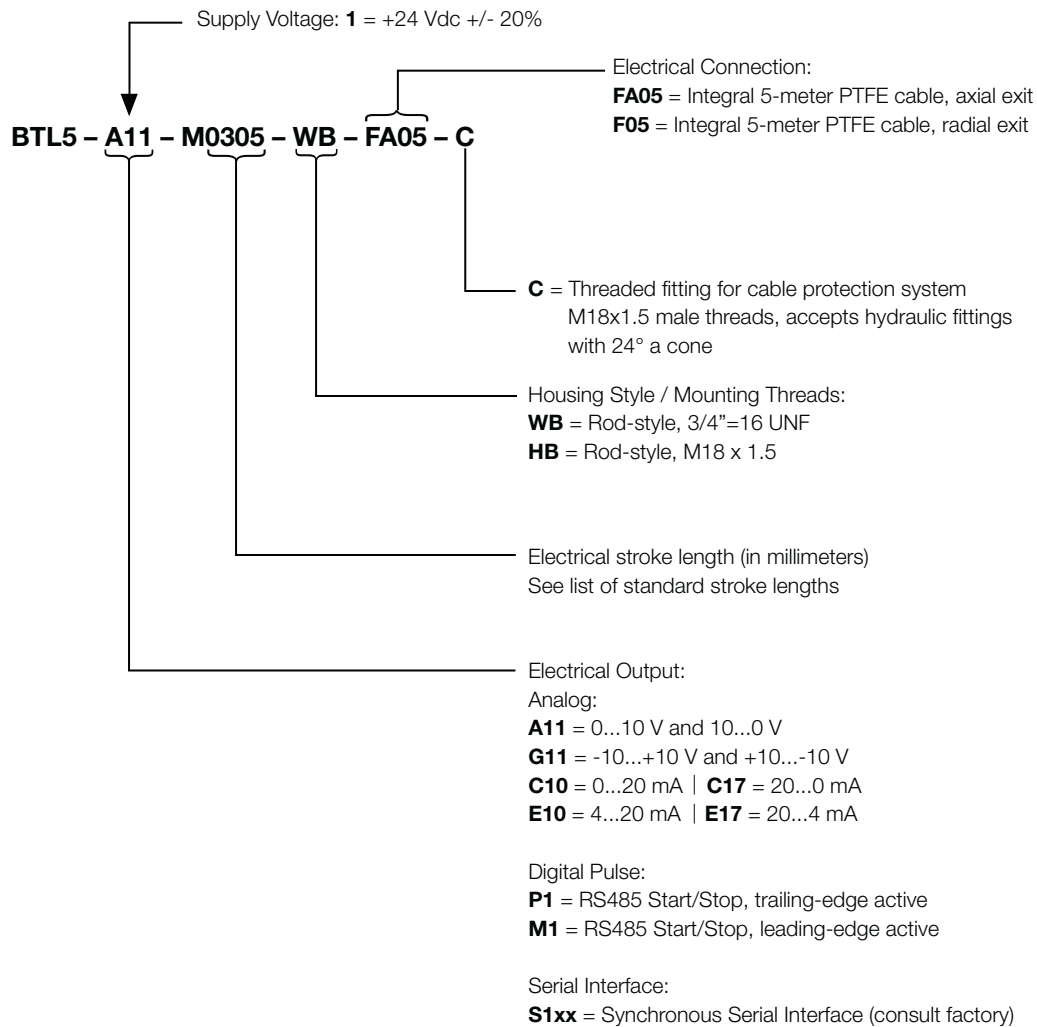 Supply Voltage: 1 = +24 Vdc +/- 20%
Electrical Connection:
FA05 = Integral 5-meter PTFE cable, axial exit
F05 = Integral 5-meter PTFE cable, radial exit
BTL5 – A11 – M0305 – WB – FA05 – C
C = Threaded fitting for cable protection system
M18x1.5 male threads, accepts hydraulic fittings
with 24° a cone
Housing Style / Mounting Threads:
WB = Rod-style, 3/4”=16 UNF
HB = Rod-style, M18 x 1.5
Electrical stroke length (in millimeters)
See list of standard stroke lengths
Electrical Output:
Analog:
A11 = 0...10 V and 10...0 V
G11 = -10...+10 V and +10...-10 V
C10 = 0...20 mA | C17 = 20...0 mA
E10 = 4...20 mA | E17 = 20...4 mA
Digital Pulse:
P1 = RS485 Start/Stop, trailing-edge active
M1 = RS485 Start/Stop, leading-edge active
Serial Interface:
S1xx = Synchronous Serial Interface (consult factory)